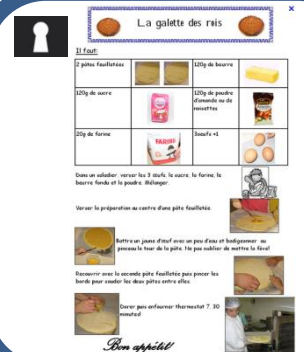 La galette des rois
Il faut:
2 pâtes feuilletées
120g de beurre
120g de sucre
120g de poudre
d'amande ou de
noisettes
20g de farine
FARINE
3oeufs +1
Dans un saladier, verser les 3 œufs, le sucre, la farine, le
beurre fondu et la poudre. Mélanger.
Verser la préparation au centre d'une pâte feuilletée.
Battre un jaune d'œuf avec un peu d'eau et badigeonner au
pinceau le tour de la pâte. Ne pas oublier de mettre la fève!
Recouvrir avec la seconde pâte feuilletée puis pincer les
bords pour souder les deux pâtes entre elles.
Dorer puis enfourner thermostat 7, 30
minutes!
Bon appétit!